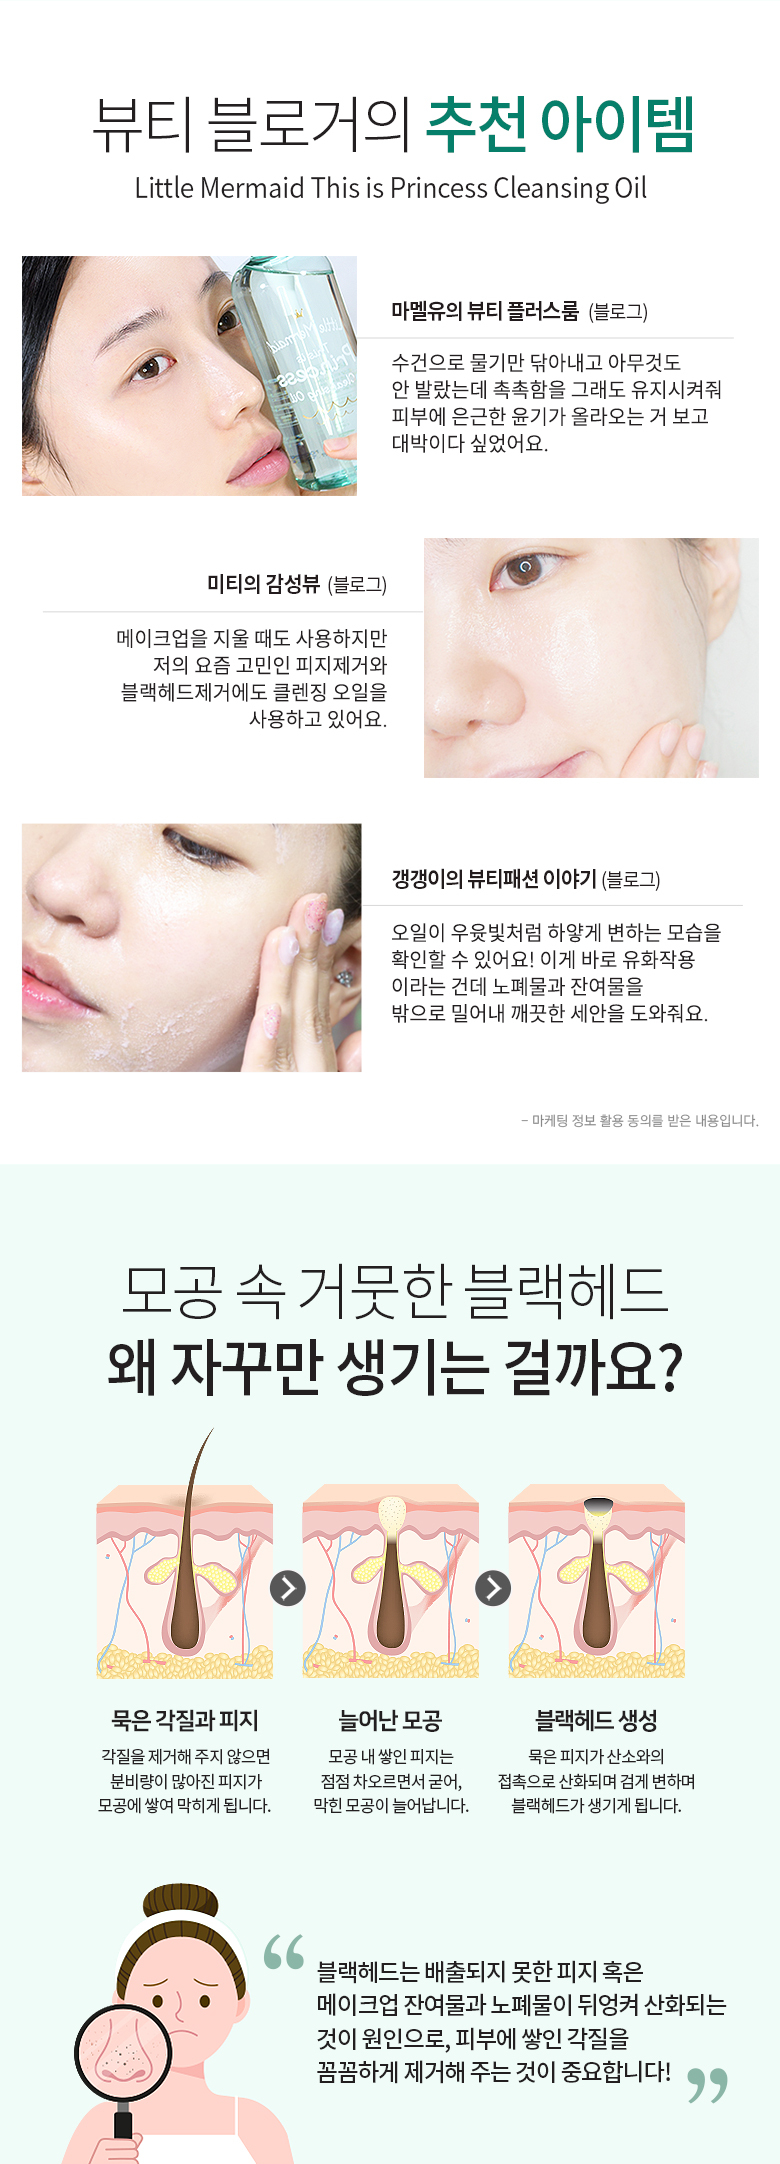 뷰티 블로거의 추천 아이템
Little Mermaid This is Princess Cleansing Oil
Little Mermaid
This is
Princess
Cleansing Oil
마멜유의 뷰티 플러스룸 (블로그)
수건으로 물기만 닦아내고 아무것도
안 발랐는데 촉촉함을 그래도 유지시켜줘
피부에 은근한 윤기가 올라오는 거 보고
대박이다 싶었어요.
미티의 감성뷰 (블로그)
메이크업을 지울 때도 사용하지만
저의 요즘 고민인 피지제거와
블랙헤드제거에도 클렌징 오일을
사용하고 있어요.
갱갱이의 뷰티패션 이야기 (블로그)
오일이 우윳빛처럼 하얗게 변하는 모습을
확인할 수 있어요! 이게 바로 유화작용
이라는 건데 노폐물과 잔여물을
밖으로 밀어내 깨끗한 세안을 도와줘요.
- 마케팅 정보 활용 동의를 받은 내용입니다.
모공 속 거뭇한 블랙헤드
왜 자꾸만 생기는 걸까요?
묵은 각질과 피지
각질을 제거해 주지 않으면
분비량이 많아진 피지가
모공에 쌓여 막히게 됩니다.
늘어난 모공
모공 내 쌓인 피지는
점점 차오르면서 굳어,
막힌 모공이 늘어납니다.
블랙헤드 생성
묵은 피지가 산소와의
접촉으로 산화되며 검게 변하며
블랙헤드가 생기게 됩니다.
“ 블랙헤드는 배출되지 못한 피지 혹은
메이크업 잔여물과 노폐물이 뒤엉켜 산화되는
것이 원인으로, 피부에 쌓인 각질을
꼼꼼하게 제거해 주는 것이 중요합니다! ”